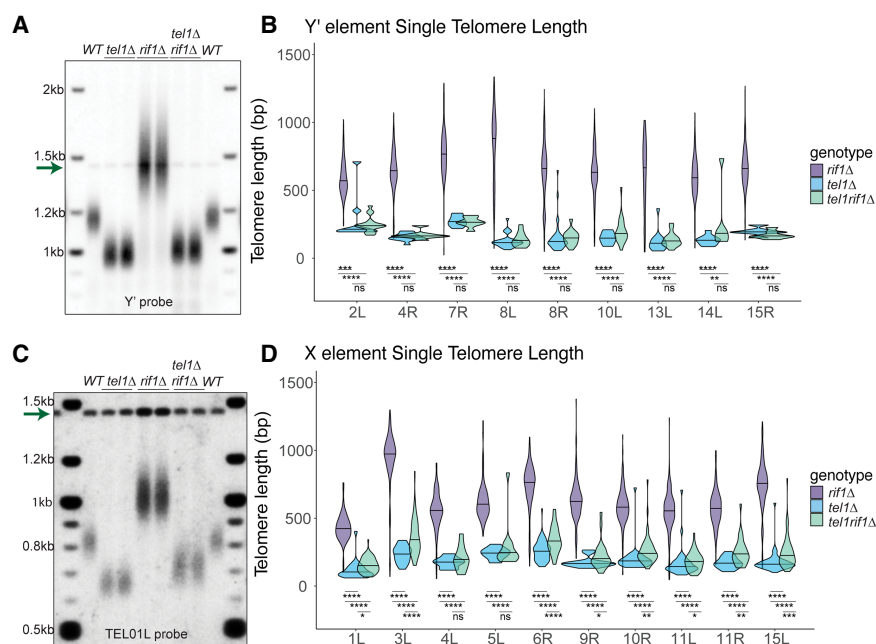 A
tel1Δ
WT tel1Δ rif1Δ rif1Δ WT
2kb
1.5kb
1.2kb
1kb
Y' probe
B Y' element Single Telomere Length
Telomere length (bp)
1500
1000
500
0
*** **** **** **** **** **** **** **** ****
**** **** **** **** **** **** **** ** ****
ns ns ns ns ns ns ns ns ns
2L 4R 7R 8L 8R 10L 13L 14L 15R
genotype
rif1Δ
tel1Δ
tel1rif1Δ
C
tel1Δ
WT tel1Δ rif1Δ rif1Δ WT
1.5kb
1.2kb
1kb
0.8kb
0.5kb
TEL01L probe
D X element Single Telomere Length
Telomere length (bp)
1500
1000
500
0
**** **** **** **** **** **** **** **** **** ****
**** **** **** **** **** **** **** **** **** ****
* **** ns ns **** * ** * ** ***
1L 3L 4L 5L 6R 9R 10R 11L 11R 15L
genotype
rif1Δ
tel1Δ
tel1rif1Δ